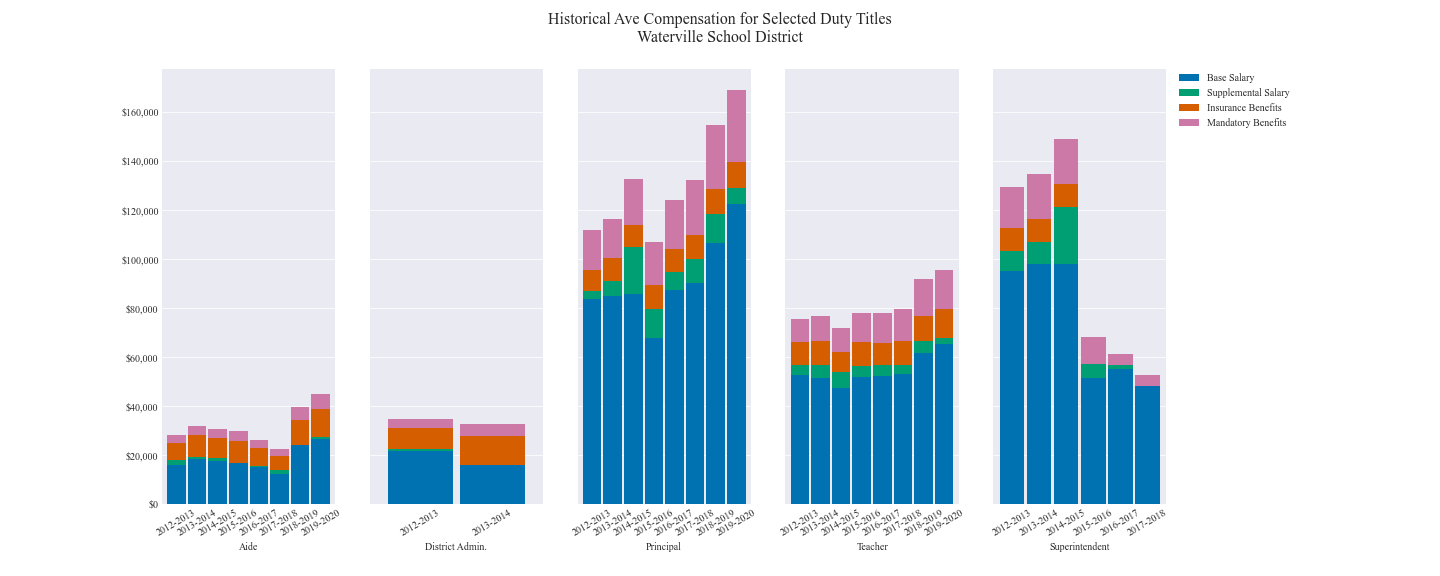 Historical Ave Compensation for Selected Duty Titles
Waterville School District
Base Salary
Supplemental Salary
Insurance Benefits
Mandatory Benefits
$160,000
$140,000
$120,000
$100,000
$80,000
$60,000
$40,000
$20,000
$0
2012-2013 2013-2014 2014-2015 2015-2016 2016-2017 2017-2018 2018-2019 2019-2020
Aide
2012-2013 2013-2014
District Admin.
2012-2013 2013-2014 2014-2015 2015-2016 2016-2017 2017-2018 2018-2019 2019-2020
Principal
2012-2013 2013-2014 2014-2015 2015-2016 2016-2017 2017-2018 2018-2019 2019-2020
Teacher
2012-2013 2013-2014 2014-2015 2015-2016 2016-2017 2017-2018
Superintendent